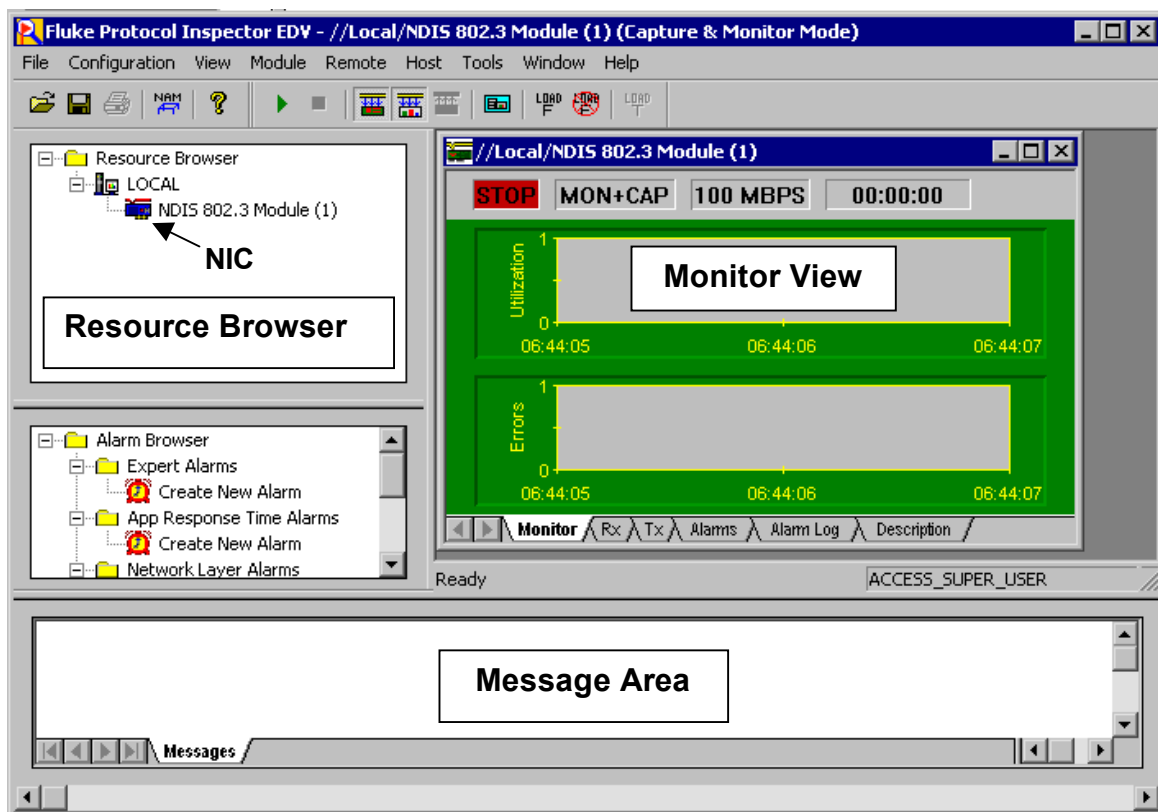 Fluke Protocol Inspector EDV - //Local/NDIS 802.3 Module (1) (Capture & Monitor Mode)
File Configuration View Module Remote Host Tools Window Help
NAM
LOAD
LOAD
LOAD
Resource Browser
LOCAL
NDIS 802.3 Module (1)
NIC
Resource Browser
//Local/NDIS 802.3 Module (1)
STOP MON+CAP 100 MBPS 00:00:00
Utilization
1
0
06:44:05 06:44:06 06:44:07
Monitor View
Errors
1
0
06:44:05 06:44:06 06:44:07
Monitor Rx Tx Alarms Alarm Log Description
Alarm Browser
Expert Alarms
Create New Alarm
App Response Time Alarms
Create New Alarm
Network Layer Alarms
Ready ACCESS_SUPER_USER
Message Area
Messages